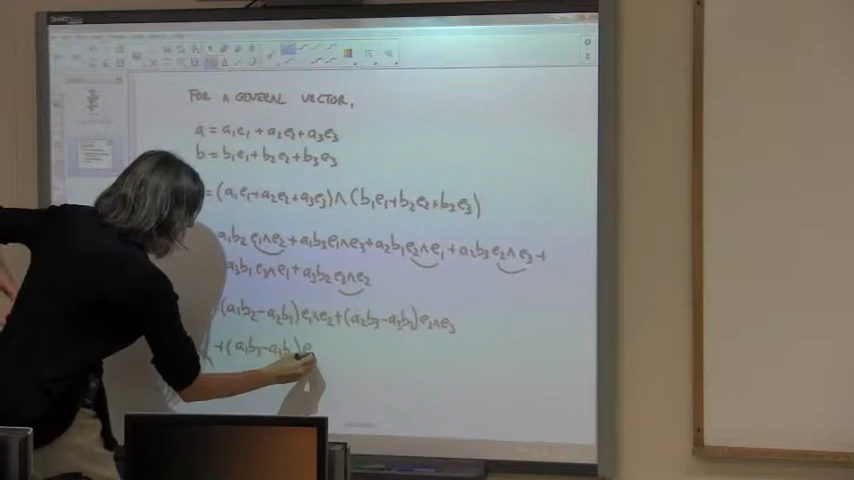 FOR A GENERAL VECTOR,
a = a₁e₁ + a₂e₂ + a₃e₃
b = b₁e₁ + b₂e₂ + b₃e₃
= (a₁e₁ + a₂e₂ + a₃e₃) ∧ (b₁e₁ + b₂e₂ + b₃e₃)
a₁b₂ e₁∧e₂ + a₁b₃ e₁∧e₃ + a₂b₁ e₂∧e₁ + a₂b₃ e₂∧e₃ +
a₃b₁ e₃∧e₁ + a₃b₂ e₃∧e₂
(a₁b₂ - a₂b₁) e₁∧e₂ + (a₂b₃ - a₃b₂) e₂∧e₃
+ (a₁b₃ - a₃b₁) e